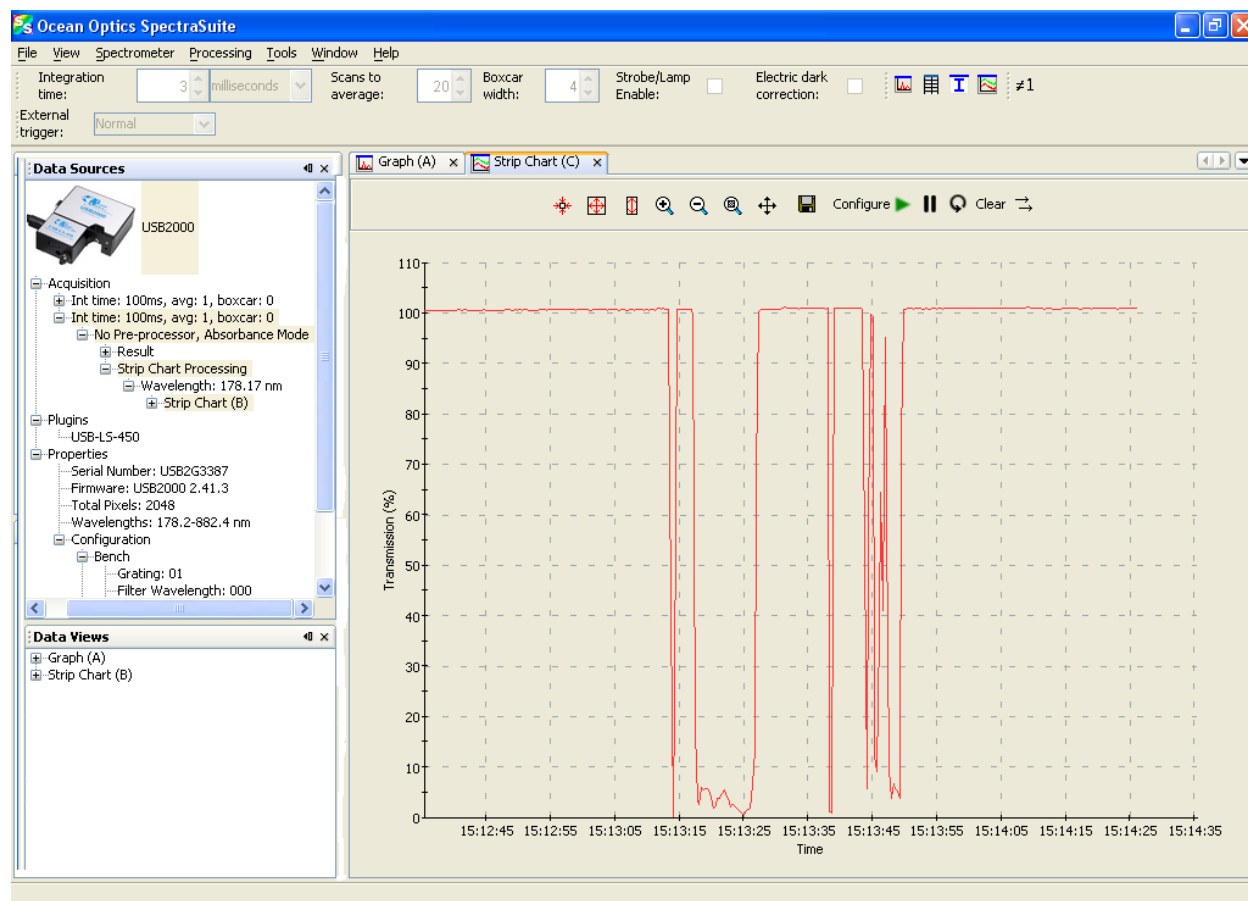 Ocean Optics SpectraSuite
File View Spectrometer Processing Tools Window Help
Integration time: 3 milliseconds Scans to average: 20 Boxcar width: 4 Strobe/Lamp Enable: Electric dark correction: ≠1
External trigger: Normal
Data Sources
USB2000
Acquisition
Int time: 100ms, avg: 1, boxcar: 0
Int time: 100ms, avg: 1, boxcar: 0
No Pre-processor, Absorbance Mode
Result
Strip Chart Processing
Wavelength: 178.17 nm
Strip Chart (B)
Plugins
USB-LS-450
Properties
Serial Number: USB2G3387
Firmware: USB2000 2.41.3
Total Pixels: 2048
Wavelengths: 178.2-882.4 nm
Configuration
Bench
Grating: 01
Filter Wavelength: 000
Data Views
Graph (A)
Strip Chart (B)
Graph (A) Strip Chart (C)
Configure Clear
110
100
90
80
70
60
50
40
30
20
10
0
Transmission (%)
15:12:45 15:12:55 15:13:05 15:13:15 15:13:25 15:13:35 15:13:45 15:13:55 15:14:05 15:14:15 15:14:25 15:14:35
Time